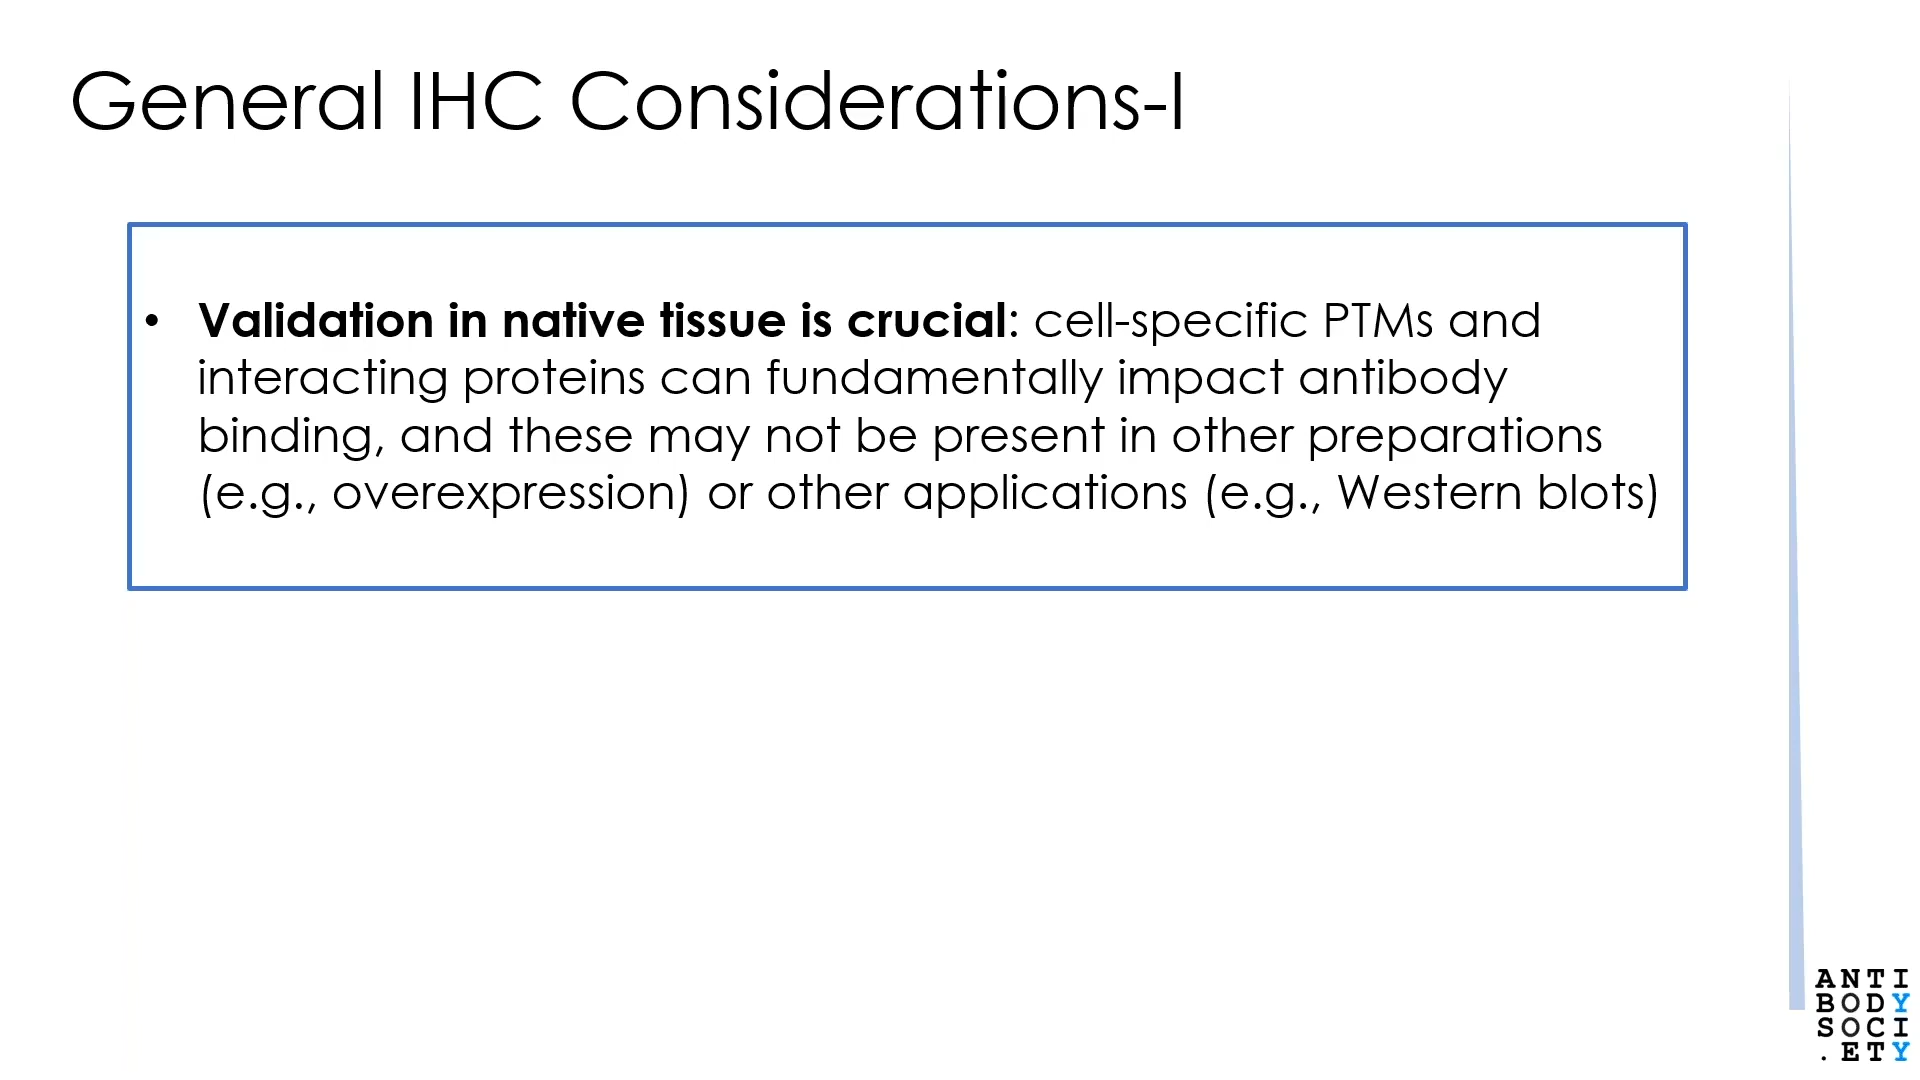 General IHC Considerations-I
• Validation in native tissue is crucial: cell-specific PTMs and
interacting proteins can fundamentally impact antibody
binding, and these may not be present in other preparations
(e.g., overexpression) or other applications (e.g., Western blots)
ANTI
BODY
SOCI
.ETY